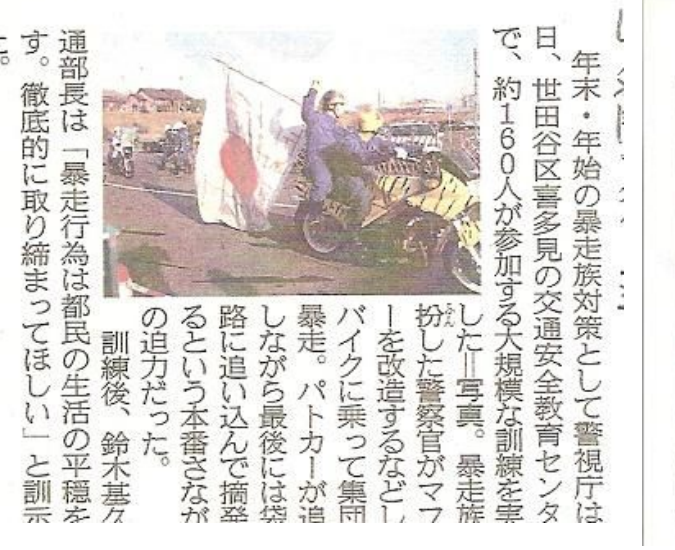 年末・年始の暴走族対策として警視庁は
日、世田谷区喜多見の交通安全教育センタ
で、約160人が参加する大規模な訓練を実
した＝写真。暴走族
扮した警察官がマフ
ふん
ーを改造するなどし
バイクに乗って集団
暴走。パトカーが追
しながら最後には袋
路に追い込んで摘発
るという本番さなが
の迫力だった。
訓練後、鈴木基久
通部長は「暴走行為は都民の生活の平穏を
す。徹底的に取り締まってほしい」と訓示
た。